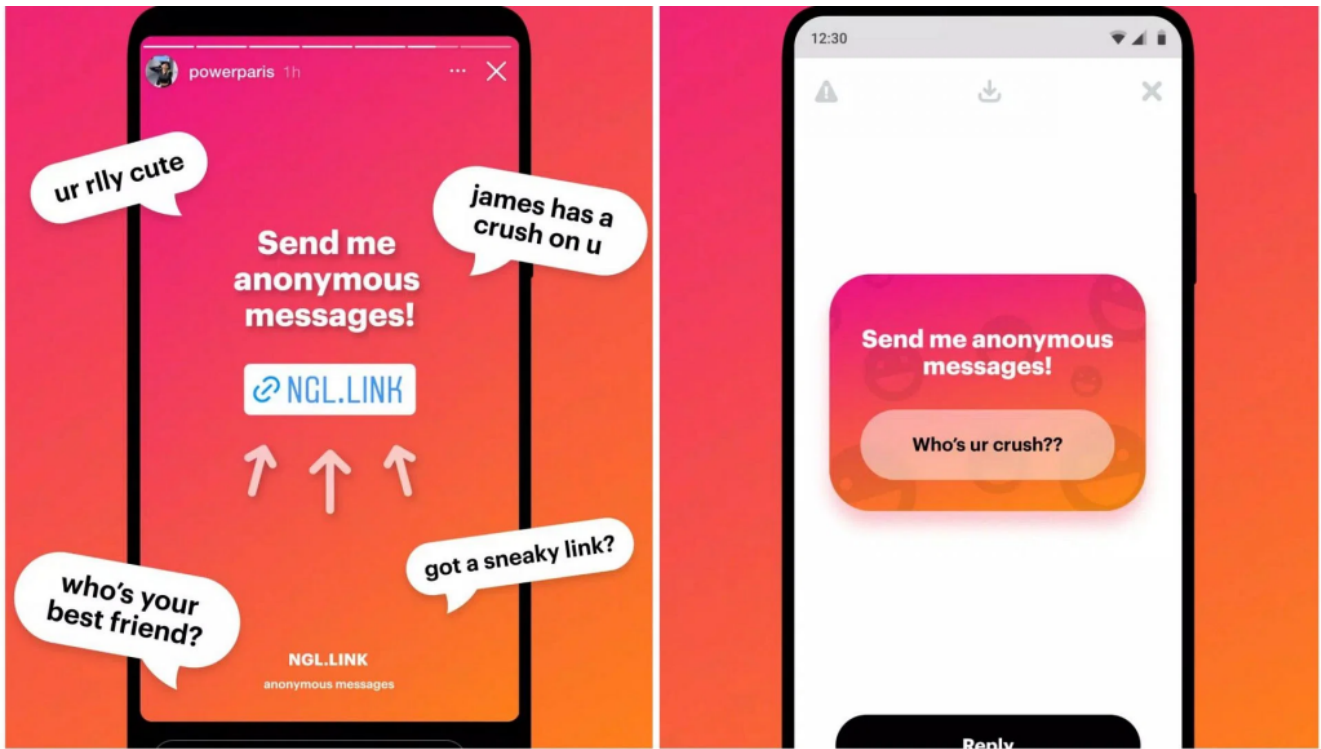 powerparis 1h
ur rlly cute
james has a
crush on u
Send me
anonymous
messages!
NGL.LINK
got a sneaky link?
who's your
best friend?
NGL.LINK
anonymous messages
12:30
Send me anonymous
messages!
Who's ur crush??
Reply